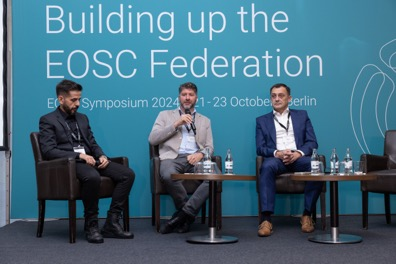 Building up the
EOSC Federation
Symposium 2024 21 - 23 October Berlin